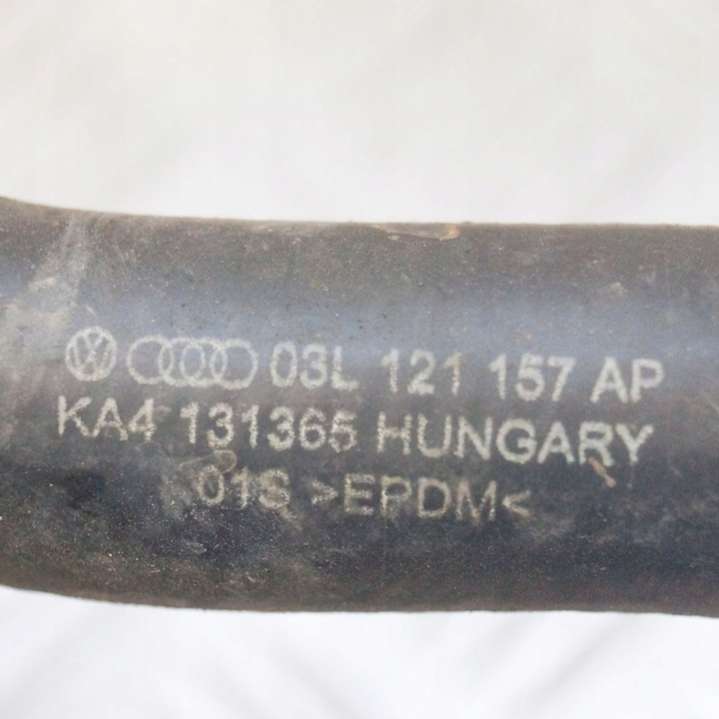 03L 121 157 AP
KA4 131365 HUNGARY
01S >EPDM<